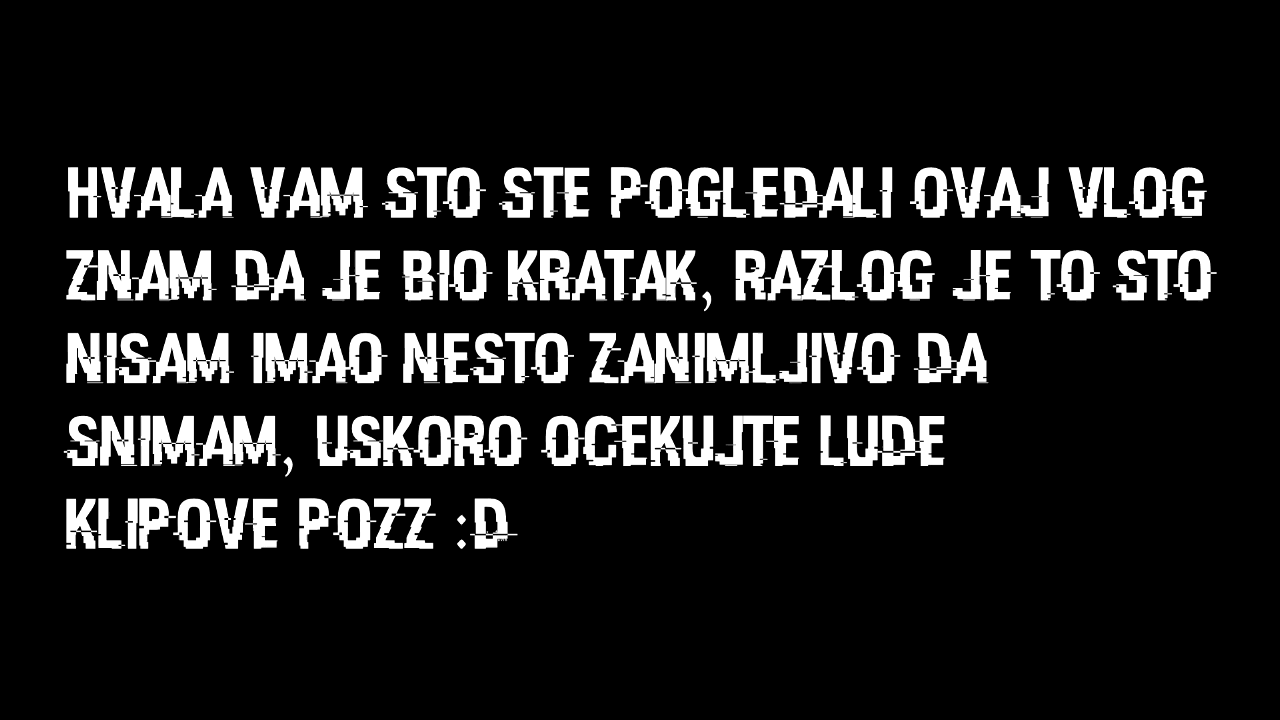 HVALA VAM STO STE POGLEDALI OVAJ VLOG
ZNAM DA JE BIO KRATAK, RAZLOG JE TO STO
NISAM IMAO NESTO ZANIMLJIVO DA
SNIMAM, USKORO OCEKUJTE LUDE
KLIPOVE POZZ :D